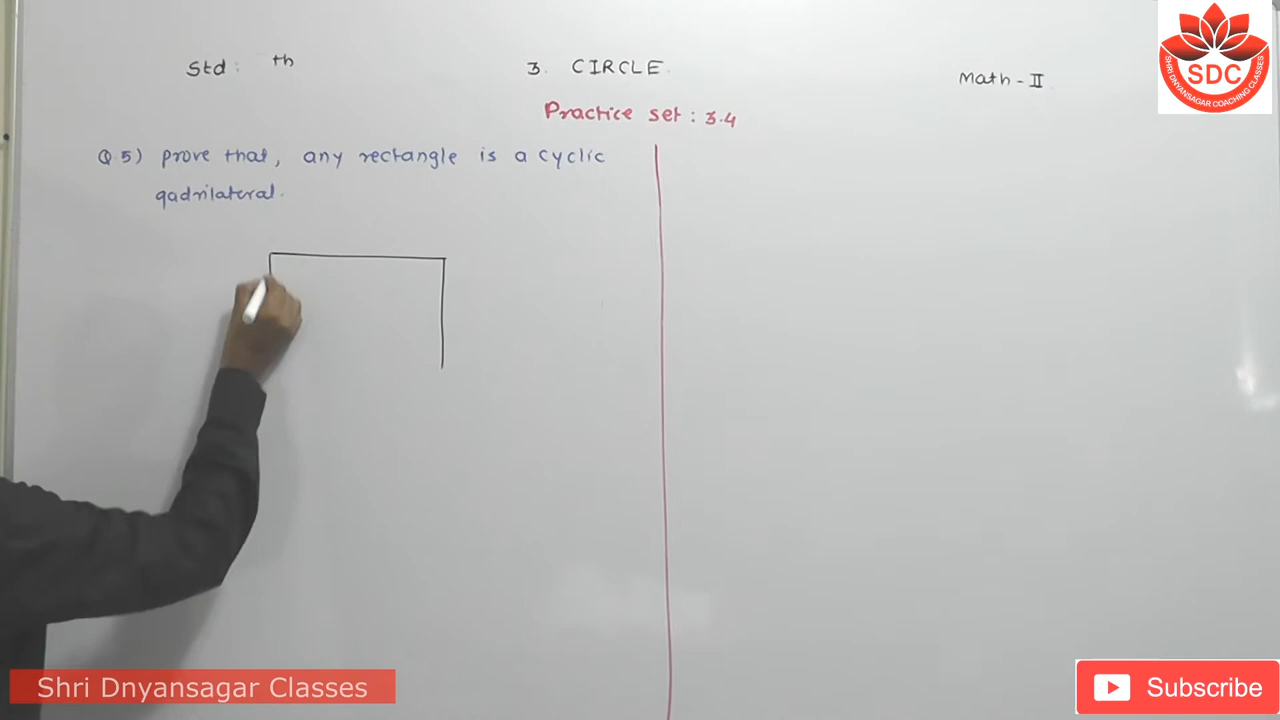 Std: th
3. CIRCLE.
Math - II
Practice set: 3.4
Q 5) prove that, any rectangle is a cyclic
qadrilateral.
SHRI DNYANSAGAR COACHING CLASSES
SDC
Shri Dnyansagar Classes
Subscribe